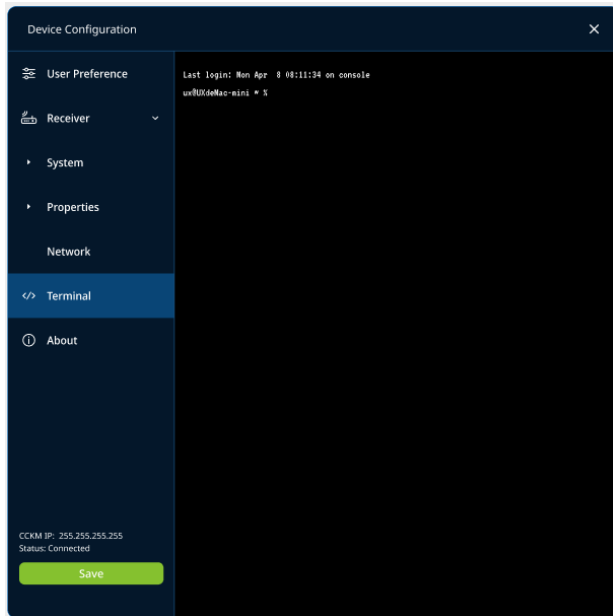 Device Configuration
User Preference
Receiver
System
Properties
Network
Terminal
About
CCKM IP: 255.255.255.255
Status: Connected
Save
Last login: Mon Apr  8 08:11:34 on console
ux@UXdeMac-mini ~ %